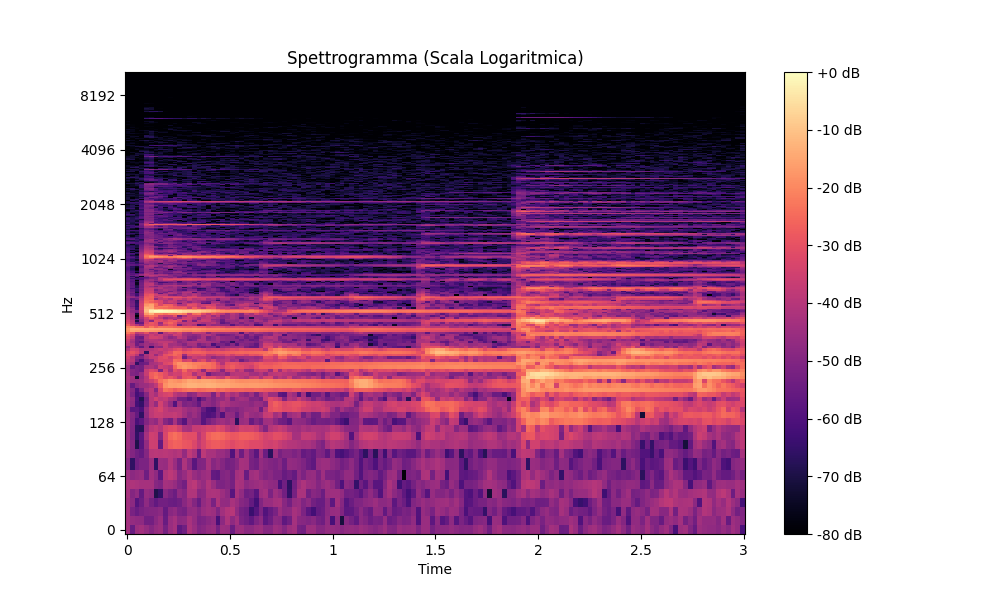 Spettrogramma (Scala Logaritmica)
Hz
8192
4096
2048
1024
512
256
128
64
0
0
0.5
1
1.5
2
2.5
3
Time
+0 dB
-10 dB
-20 dB
-30 dB
-40 dB
-50 dB
-60 dB
-70 dB
-80 dB